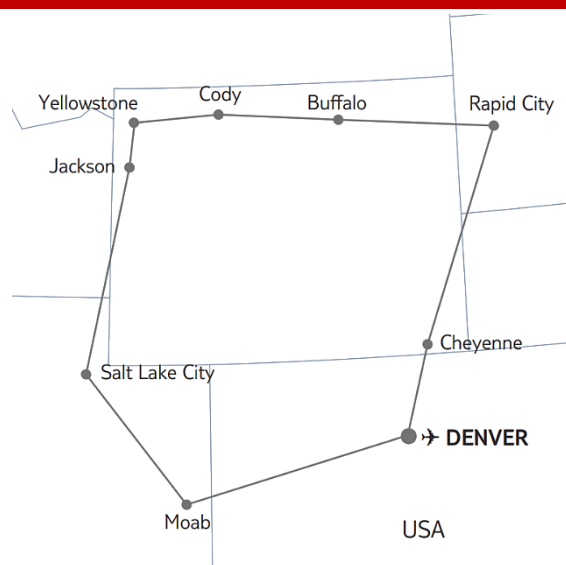 Cody
Yellowstone
Buffalo
Rapid City
Jackson
Cheyenne
Salt Lake City
DENVER
Moab
USA